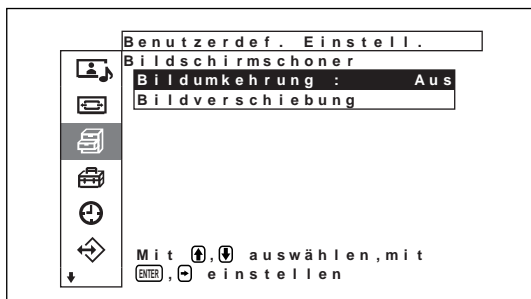 Benutzerdef. Einstell.
Bildschirmschoner
Bildumkehrung : Aus
Bildverschiebung
Mit ↑,↓ auswählen,mit
ENTER,→ einstellen